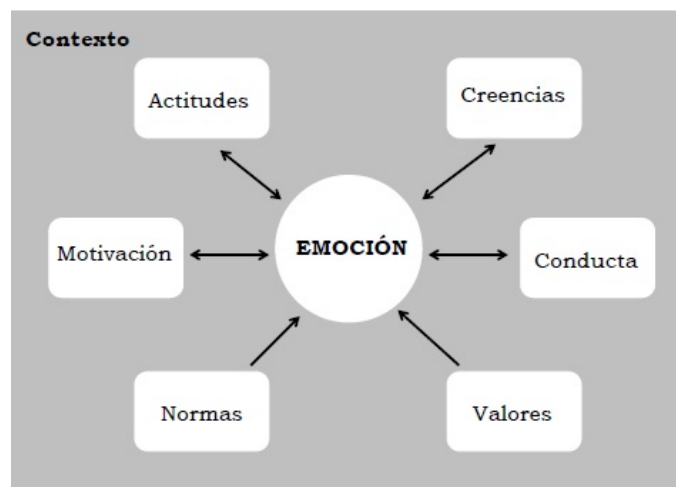 Contexto
Actitudes
Creencias
Motivación
EMOCIÓN
Conducta
Normas
Valores